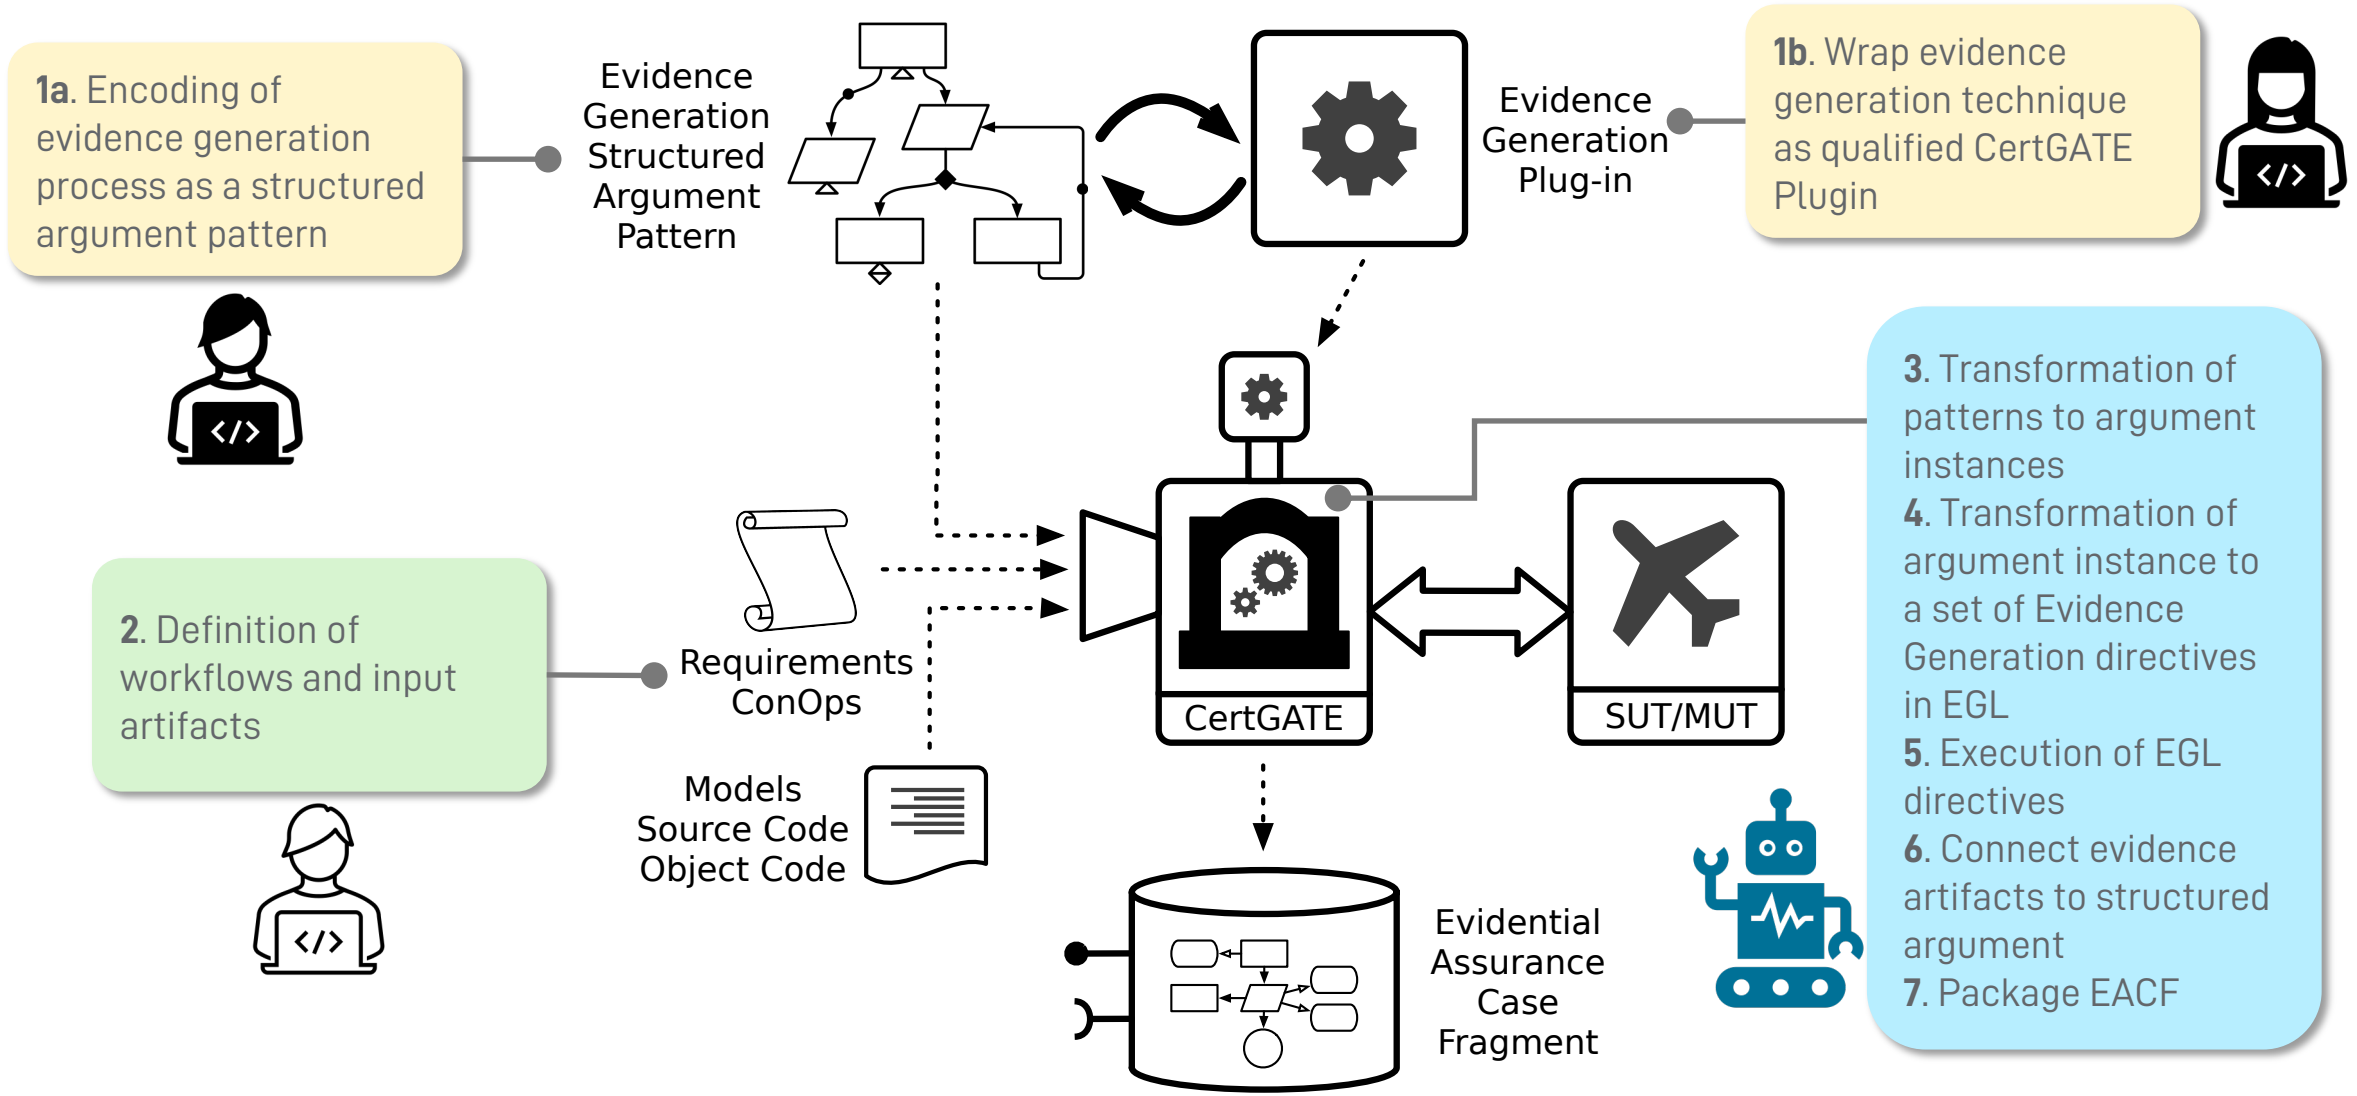 1a. Encoding of
evidence generation
process as a structured
argument pattern
Evidence
Generation
Structured
Argument
Pattern
Evidence
Generation
Plug-in
1b. Wrap evidence
generation technique
as qualified CertGATE
Plugin
</>
</>
2. Definition of
workflows and input
artifacts
</>
Requirements
ConOps
Models
Source Code
Object Code
CertGATE
SUT/MUT
Evidential
Assurance
Case
Fragment
3. Transformation of
patterns to argument
instances
4. Transformation of
argument instance to
a set of Evidence
Generation directives
in EGL
5. Execution of EGL
directives
6. Connect evidence
artifacts to structured
argument
7. Package EACF